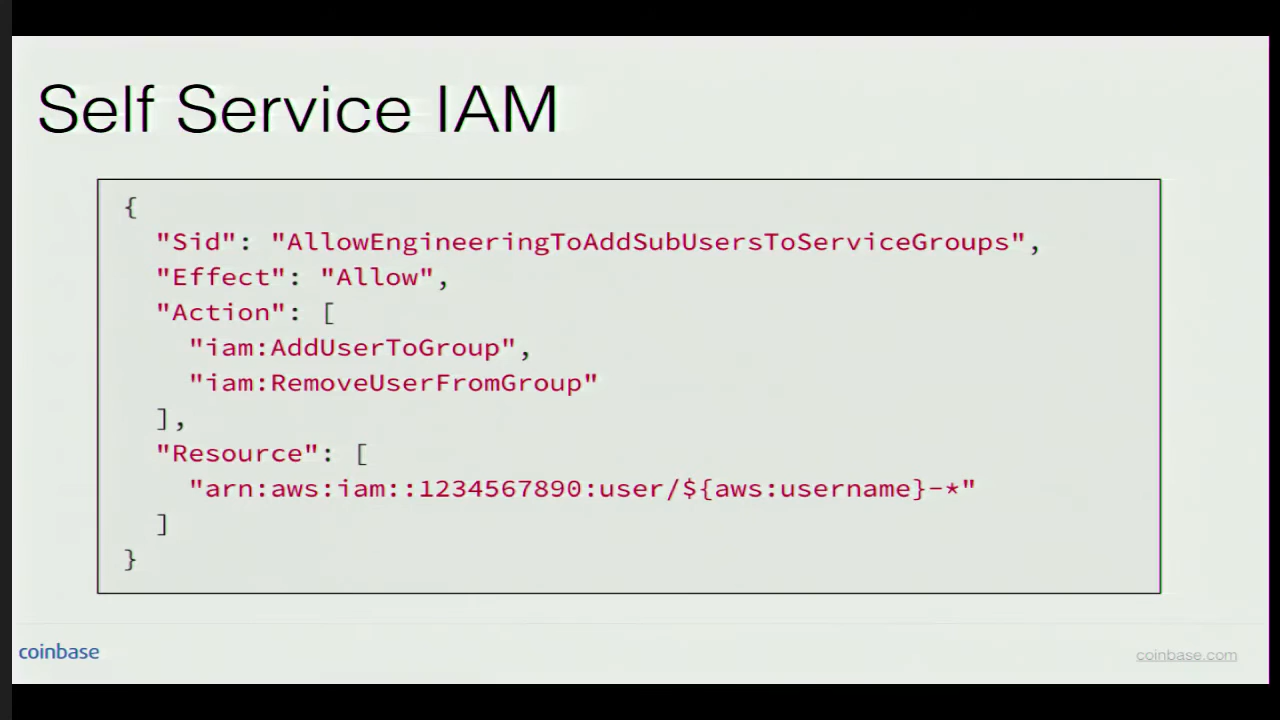 Self Service IAM
{
"Sid": "AllowEngineeringToAddSubUsersToServiceGroups",
"Effect": "Allow",
"Action": [
"iam:AddUserToGroup",
"iam:RemoveUserFromGroup"
],
"Resource": [
"arn:aws:iam::1234567890:user/${aws:username}-*"
]
}
coinbase
coinbase.com